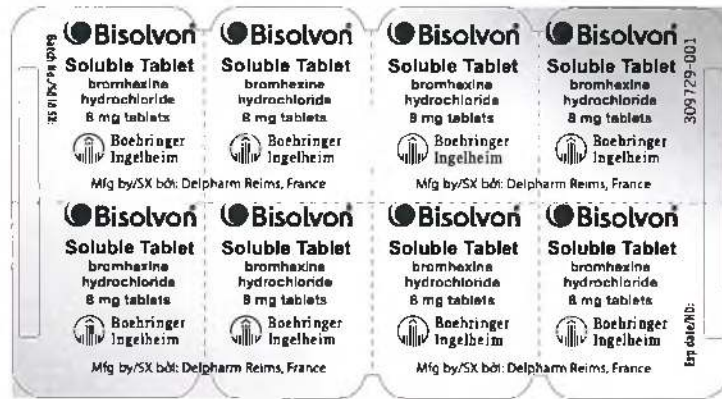 Batch No./Số lô SX:
Bisolvon® Bisolvon® Bisolvon® Bisolvon®
Soluble Tablet Soluble Tablet Soluble Tablet Soluble Tablet
bromhexine bromhexine bromhexine bromhexine
hydrochloride hydrochloride hydrochloride hydrochloride
8 mg tablets 8 mg tablets 8 mg tablets 8 mg tablets
Boehringer Boehringer Boehringer Boehringer
Ingelheim Ingelheim Ingelheim Ingelheim
Mfg by/SX bởi: Delpharm Reims, France Mfg by/SX bởi: Delpharm Reims, France
309729-001
Bisolvon® Bisolvon® Bisolvon® Bisolvon®
Soluble Tablet Soluble Tablet Soluble Tablet Soluble Tablet
bromhexine bromhexine bromhexine bromhexine
hydrochloride hydrochloride hydrochloride hydrochloride
8 mg tablets 8 mg tablets 8 mg tablets 8 mg tablets
Boehringer Boehringer Boehringer Boehringer
Ingelheim Ingelheim Ingelheim Ingelheim
Mfg by/SX bởi: Delpharm Reims, France Mfg by/SX bởi: Delpharm Reims, France
Exp date/HD: